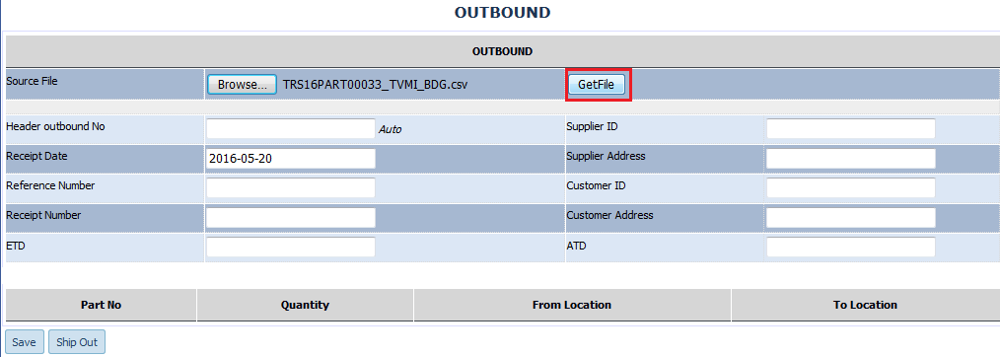 OUTBOUND
OUTBOUND
Source File Browse... TRS16PART00033_TVMI_BDG.csv GetFile
Header outbound No Auto Supplier ID
Receipt Date 2016-05-20 Supplier Address
Reference Number Customer ID
Receipt Number Customer Address
ETD ATD
Part No Quantity From Location To Location
Save Ship Out